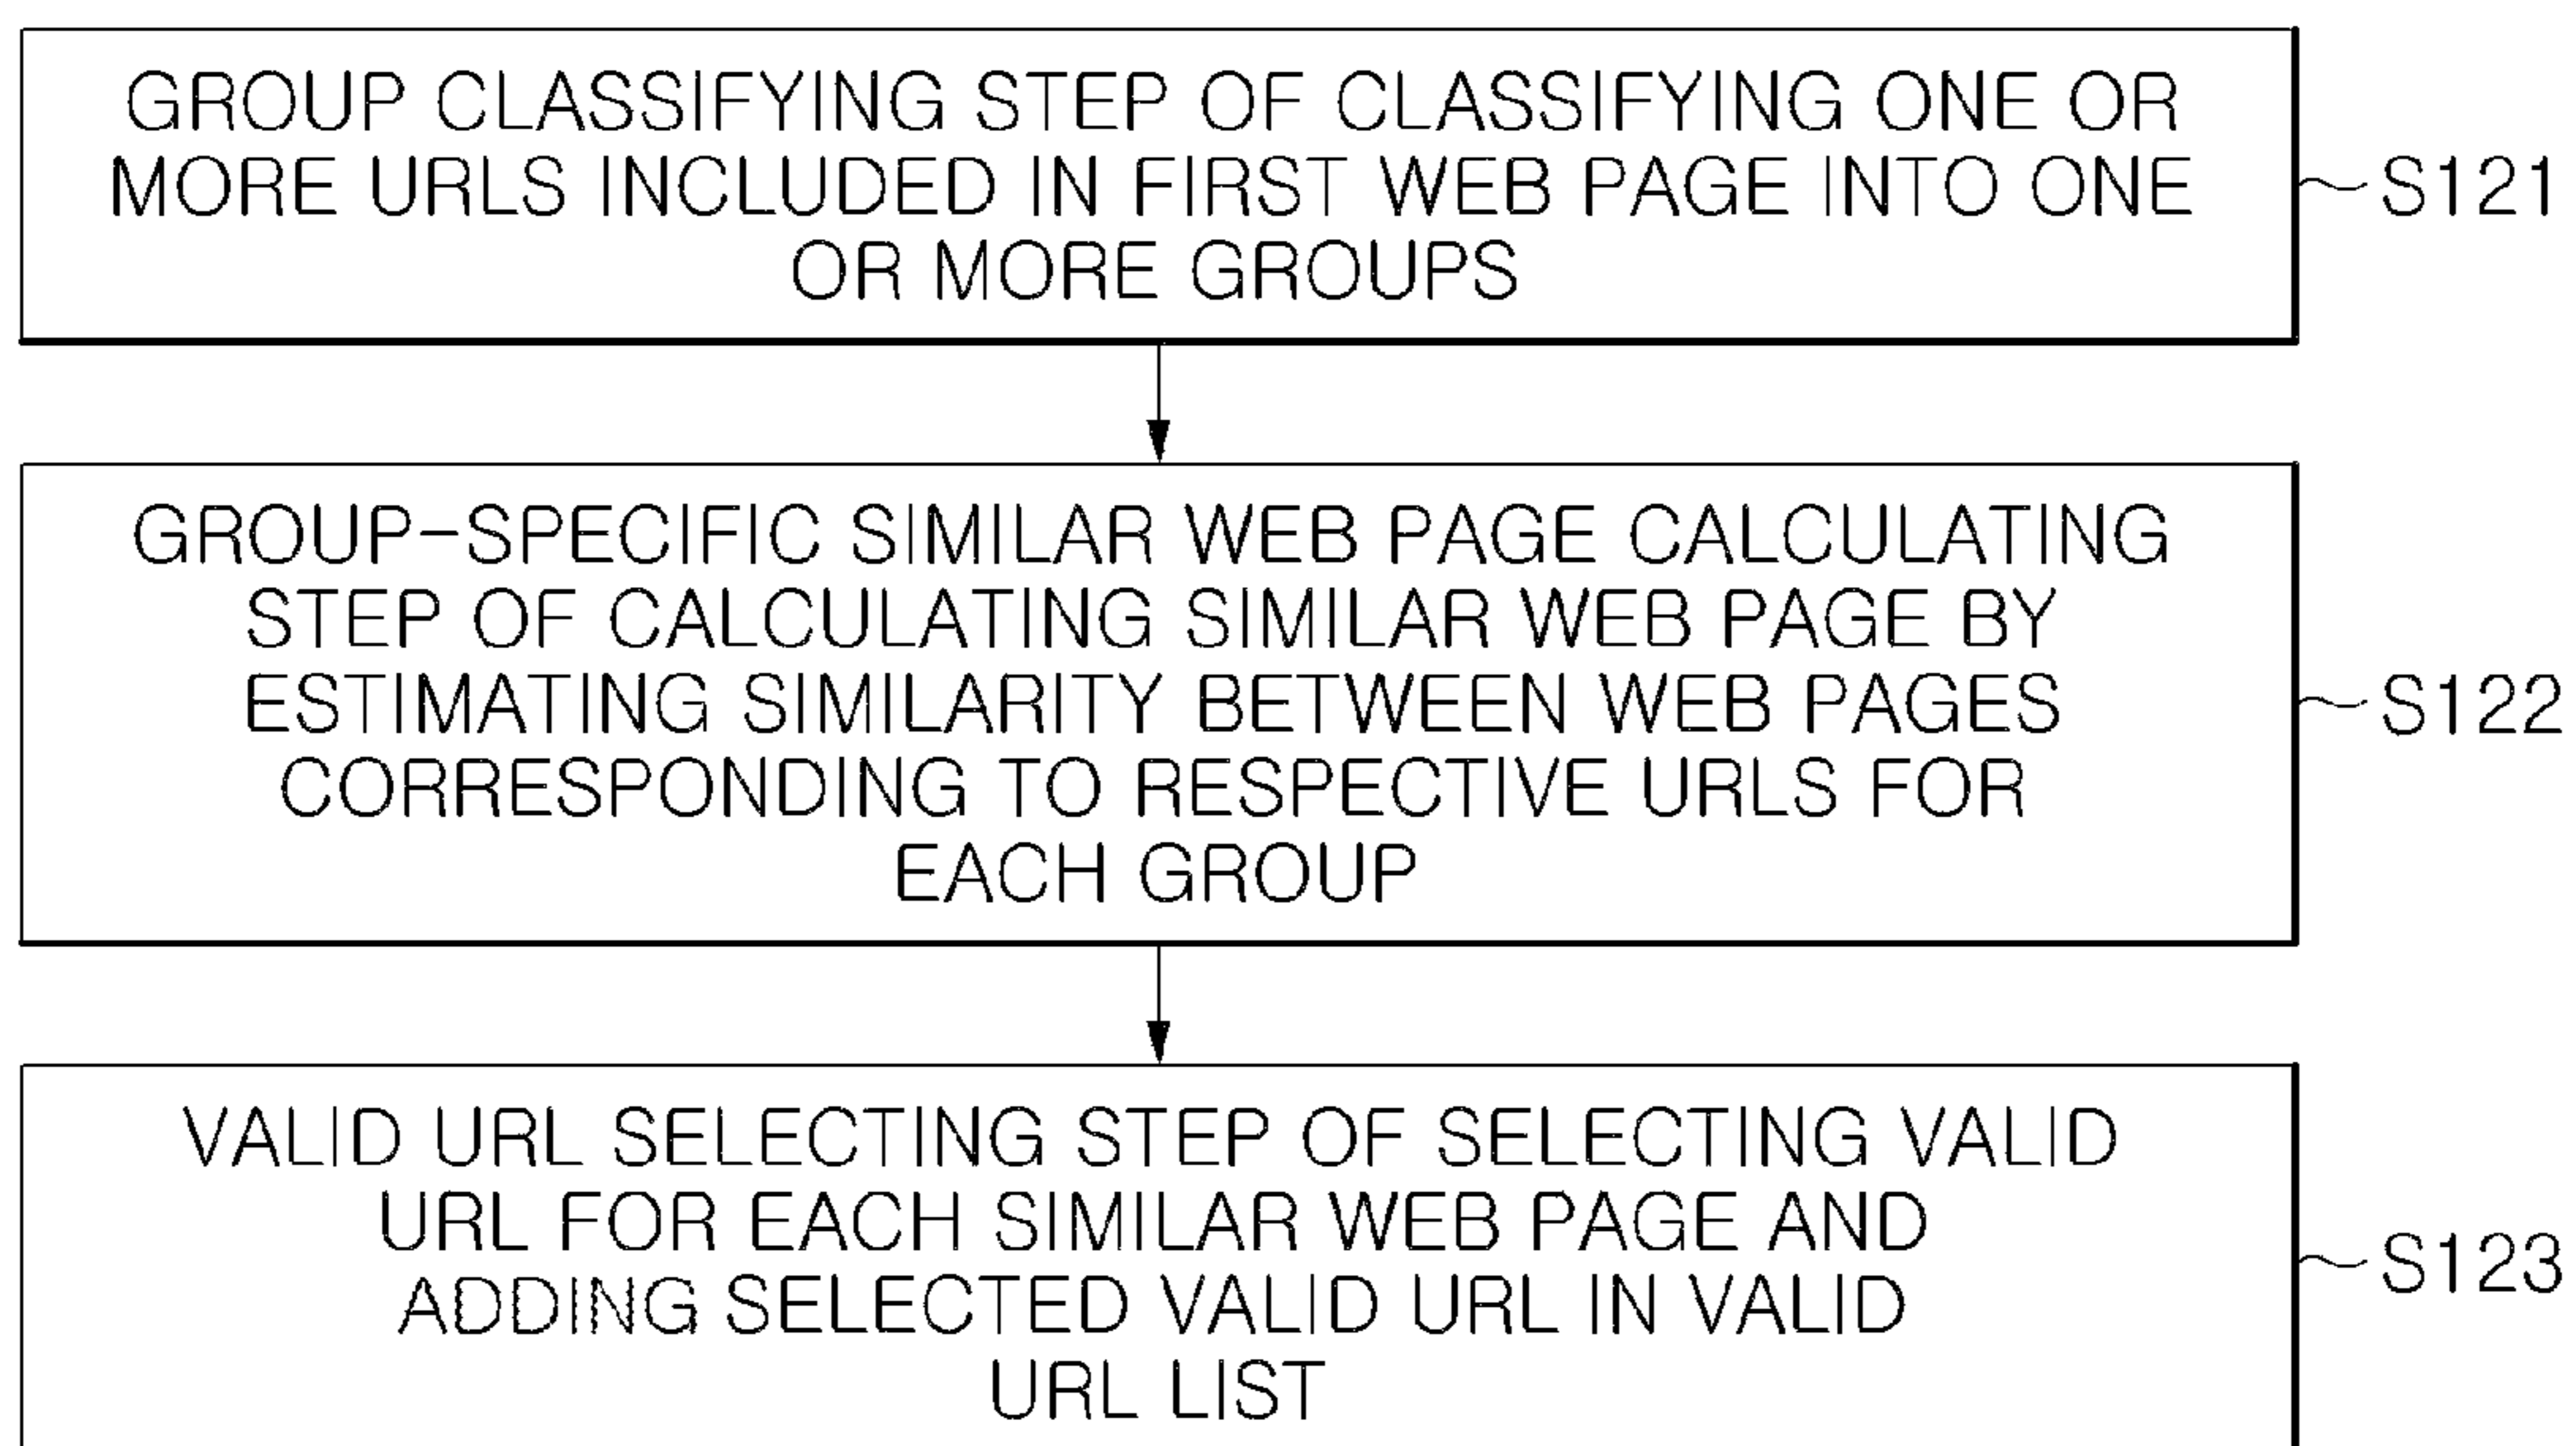 GROUP CLASSIFYING STEP OF CLASSIFYING ONE OR
MORE URLS INCLUDED IN FIRST WEB PAGE INTO ONE
OR MORE GROUPS
S121
GROUP-SPECIFIC SIMILAR WEB PAGE CALCULATING
STEP OF CALCULATING SIMILAR WEB PAGE BY
ESTIMATING SIMILARITY BETWEEN WEB PAGES
CORRESPONDING TO RESPECTIVE URLS FOR
EACH GROUP
S122
VALID URL SELECTING STEP OF SELECTING VALID
URL FOR EACH SIMILAR WEB PAGE AND
ADDING SELECTED VALID URL IN VALID
URL LIST
S123